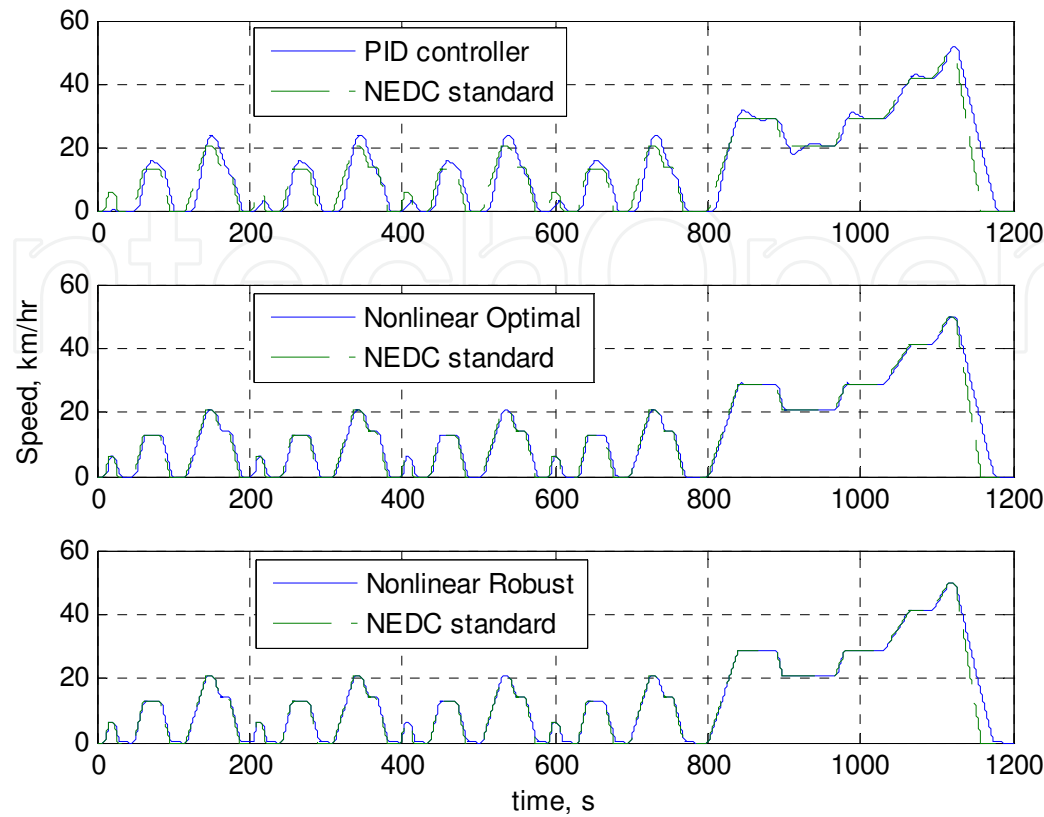 60
40
20
0
PID controller
NEDC standard
0 200 400 600 800 1000 1200
ntechOpen
Speed, km/hr
60
40
20
0
Nonlinear Optimal
NEDC standard
0 200 400 600 800 1000 1200
60
40
20
0
Nonlinear Robust
NEDC standard
0 200 400 600 800 1000 1200
time, s